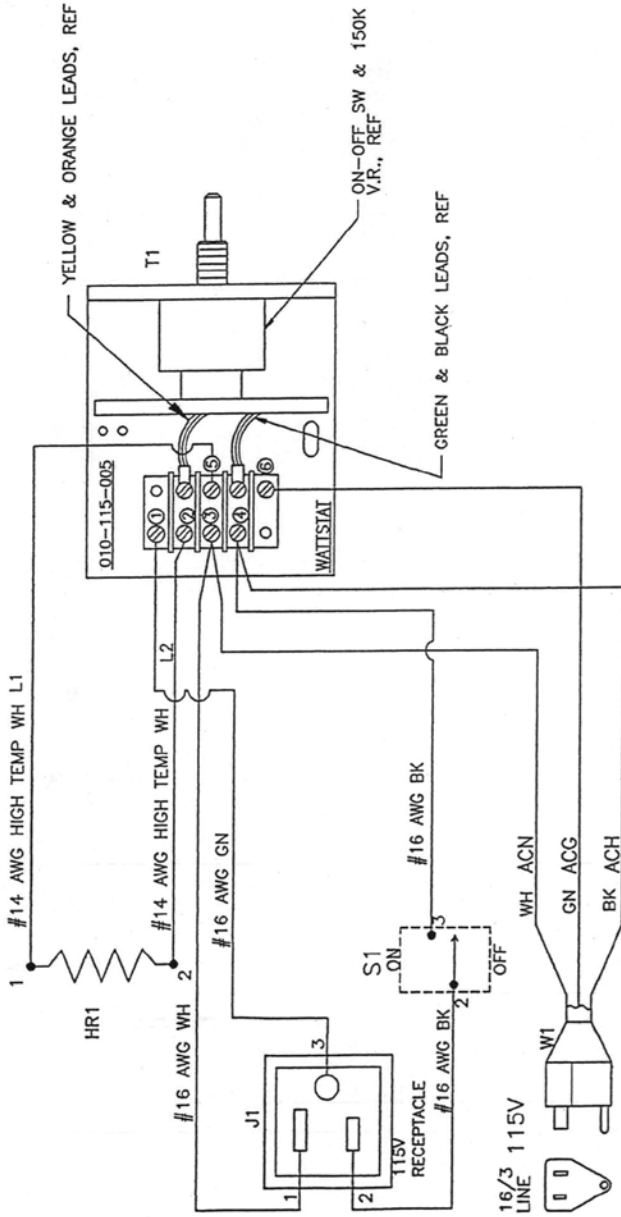 #14 AWG HIGH TEMP WH L1
1
HR1
2
#14 AWG HIGH TEMP WH
L2
#16 AWG WH
#16 AWG GN
010-115-005
WATTSTAT
1
2
3
4
5
6
T1
YELLOW & ORANGE LEADS, REF
ON-OFF SW & 150K
V.R., REF
GREEN & BLACK LEADS, REF
J1
1
2
3
115V
RECEPTACLE
#16 AWG BK
S1
ON
OFF
2
3
#16 AWG BK
16/3
LINE
115V
W1
WH ACN
GN ACG
BK ACH